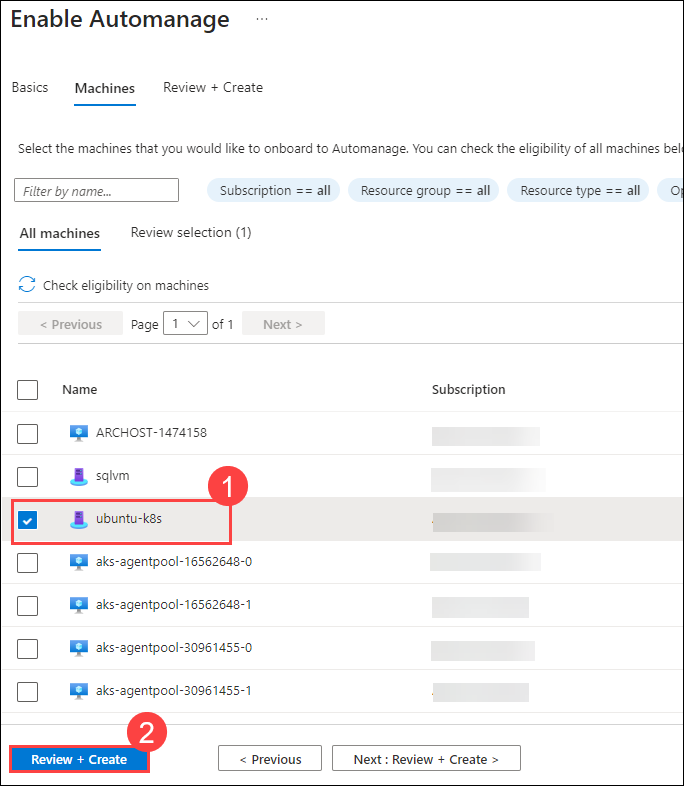 Enable Automanage ...
Basics Machines Review + Create
Select the machines that you would like to onboard to Automanage. You can check the eligibility of all machines bel
Filter by name... Subscription == all Resource group == all Resource type == all Op
All machines Review selection (1)
Check eligibility on machines
< Previous Page 1 of 1 Next >
Name Subscription
ARCHOST-1474158
sqlvm
1
ubuntu-k8s
aks-agentpool-16562648-0
aks-agentpool-16562648-1
aks-agentpool-30961455-0
aks-agentpool-30961455-1
2
Review + Create < Previous Next : Review + Create >